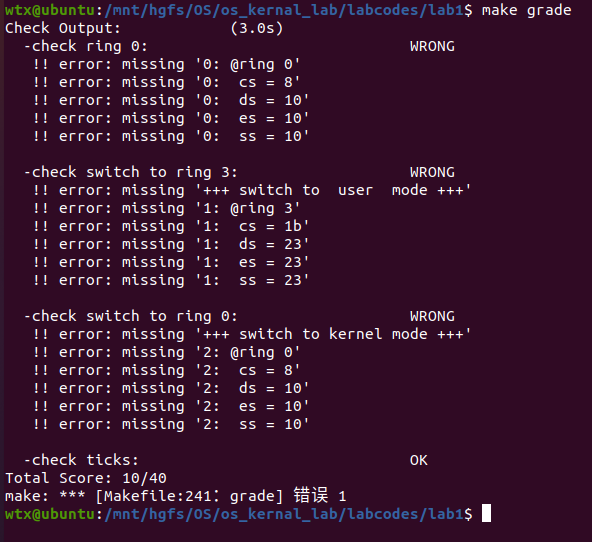 wtx@ubuntu:/mnt/hgfs/OS/os_kernal_lab/labcodes/lab1$ make grade
Check Output:            (3.0s)
  -check ring 0:                             WRONG
   !! error: missing '0: @ring 0'
   !! error: missing '0:  cs = 8'
   !! error: missing '0:  ds = 10'
   !! error: missing '0:  es = 10'
   !! error: missing '0:  ss = 10'
  -check switch to ring 3:                   WRONG
   !! error: missing '+++ switch to  user  mode +++'
   !! error: missing '1: @ring 3'
   !! error: missing '1:  cs = 1b'
   !! error: missing '1:  ds = 23'
   !! error: missing '1:  es = 23'
   !! error: missing '1:  ss = 23'
  -check switch to ring 0:                   WRONG
   !! error: missing '+++ switch to kernel mode +++'
   !! error: missing '2: @ring 0'
   !! error: missing '2:  cs = 8'
   !! error: missing '2:  ds = 10'
   !! error: missing '2:  es = 10'
   !! error: missing '2:  ss = 10'
  -check ticks:                              OK
Total Score: 10/40
make: *** [Makefile:241：grade] 错误 1
wtx@ubuntu:/mnt/hgfs/OS/os_kernal_lab/labcodes/lab1$